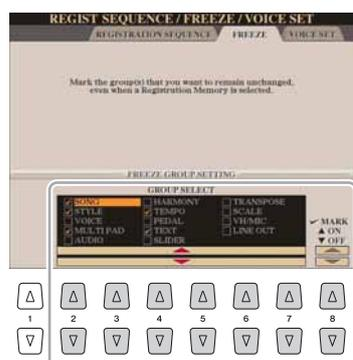 REGIST SEQUENCE / FREEZE / VOICE SET
REGISTRATION SEQUENCE FREEZE VOICE SET
Mark the group(s) that you want to remain unchanged,
even when a Registration Memory is selected.
FREEZE GROUP SETTING
GROUP SELECT
SONG HARMONY TRANSPOSE
STYLE TEMPO SCALE
VOICE PEDAL VH/MIC
MULTI PAD TEXT LINE OUT
AUDIO SLIDER
MARK
▲ ON
▼ OFF
1 2 3 4 5 6 7 8